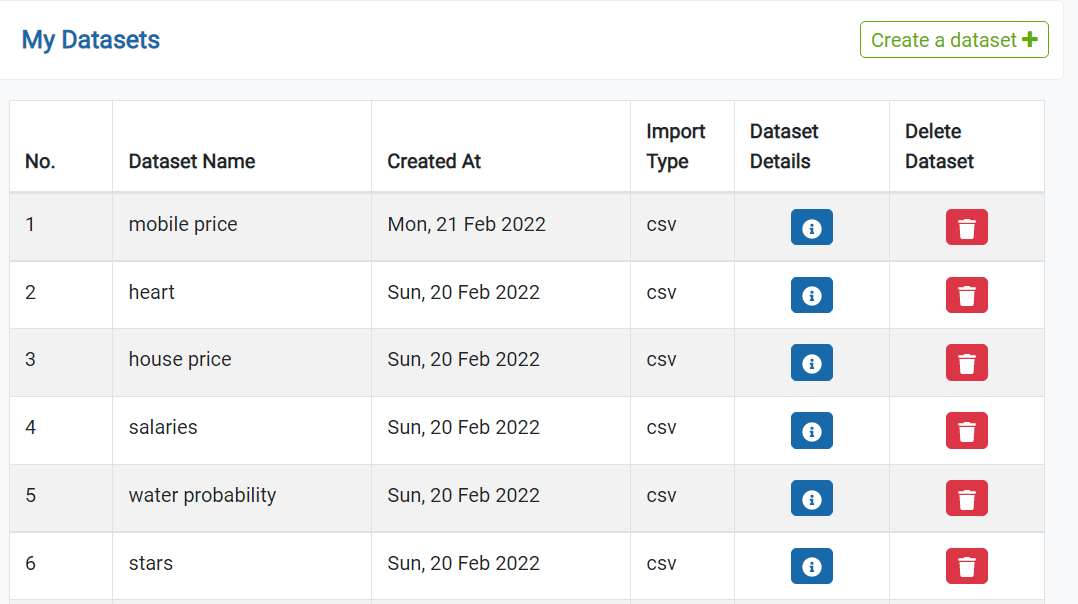 My Datasets
Create a dataset
No. Dataset Name Created At Import Type Dataset Details Delete Dataset
1 mobile price Mon, 21 Feb 2022 csv
2 heart Sun, 20 Feb 2022 csv
3 house price Sun, 20 Feb 2022 csv
4 salaries Sun, 20 Feb 2022 csv
5 water probability Sun, 20 Feb 2022 csv
6 stars Sun, 20 Feb 2022 csv